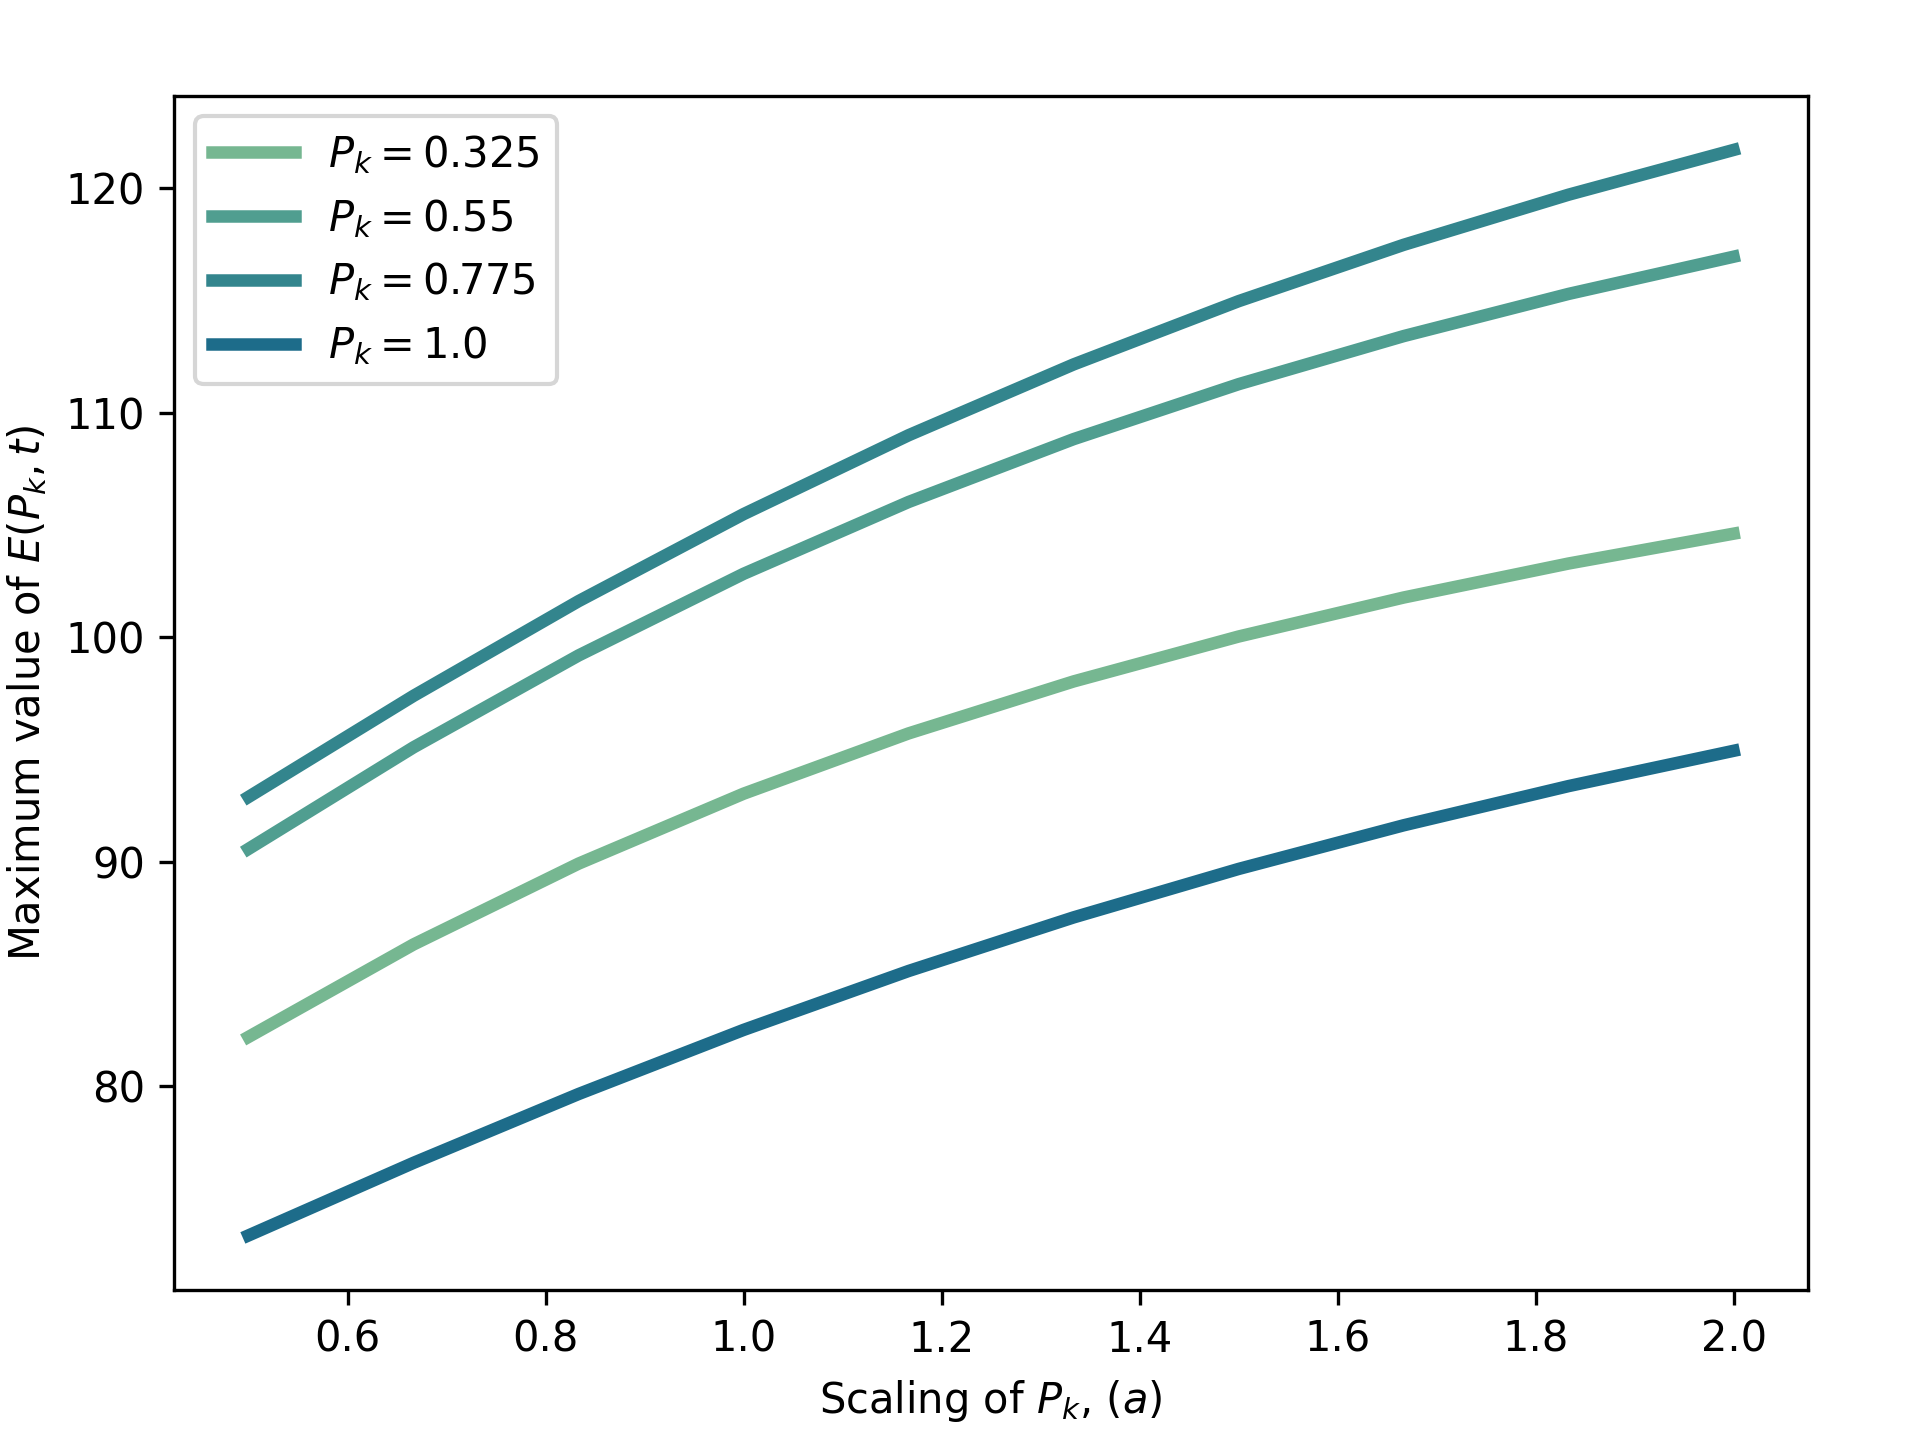 P_k = 0.325
P_k = 0.55
P_k = 0.775
P_k = 1.0
120
110
100
90
80
Maximum value of E(P_k, t)
0.6 0.8 1.0 1.2 1.4 1.6 1.8 2.0
Scaling of P_k, (a)